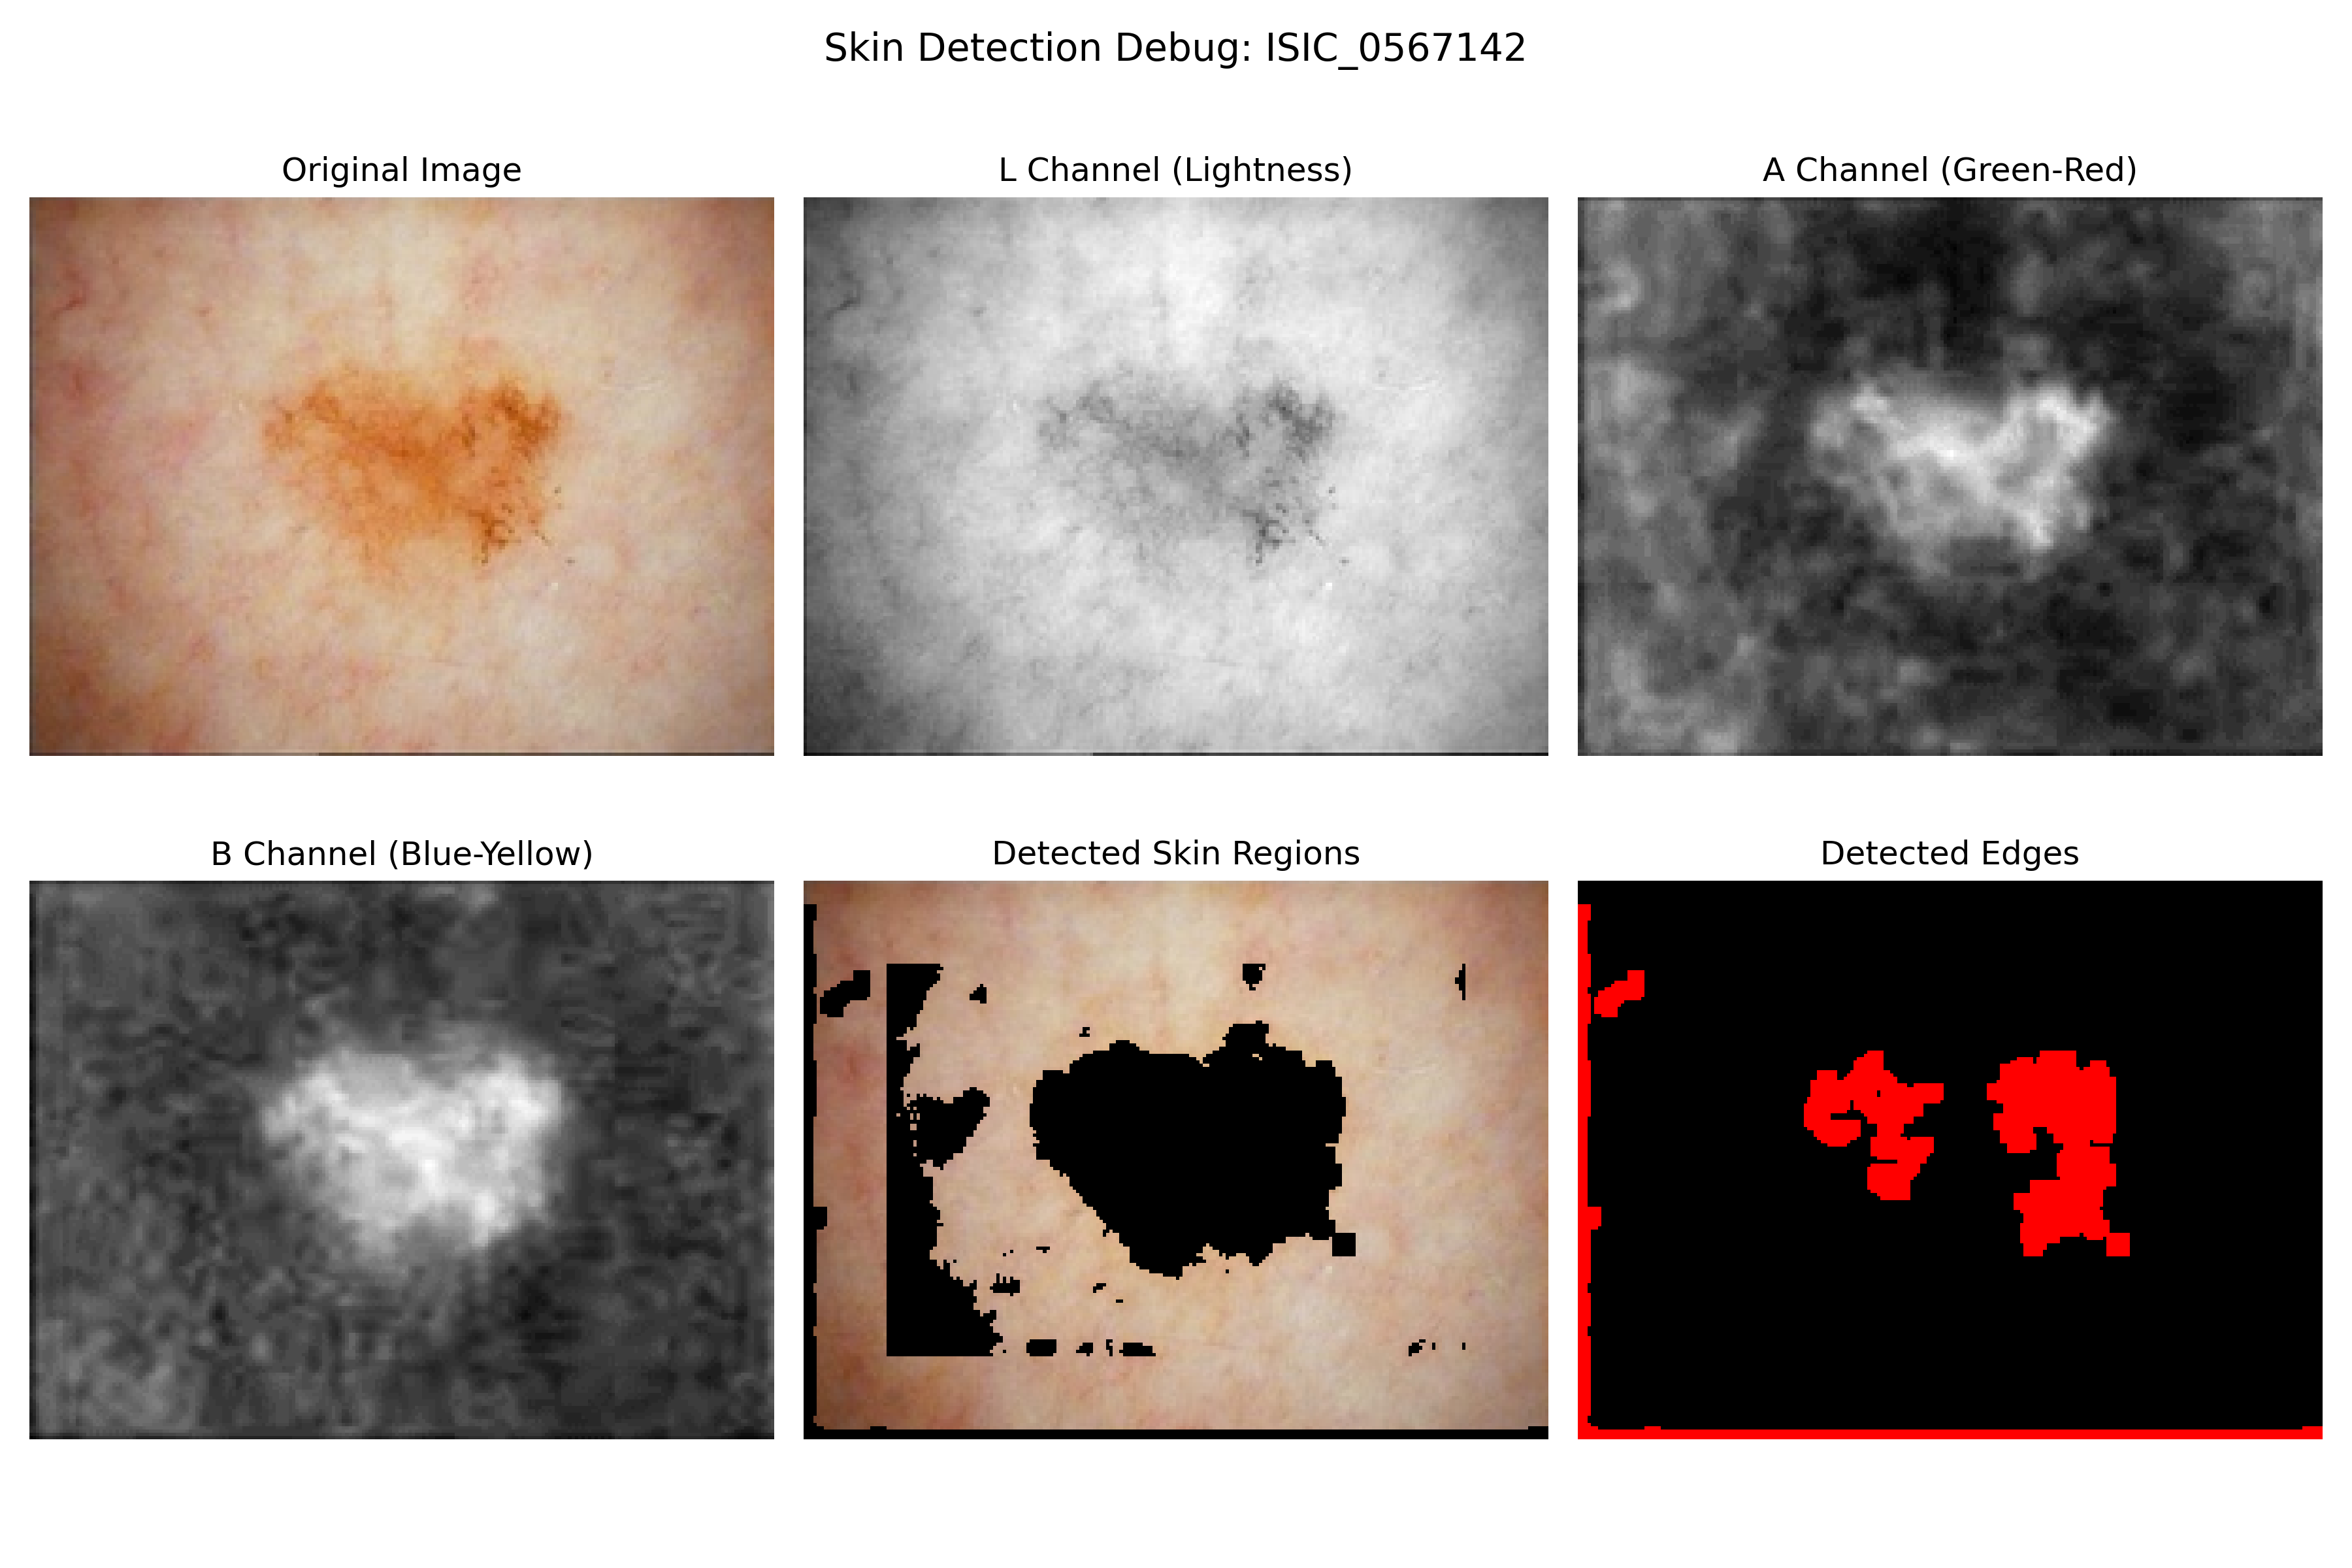 Skin Detection Debug: ISIC_0567142
Original Image
L Channel (Lightness)
A Channel (Green-Red)
B Channel (Blue-Yellow)
Detected Skin Regions
Detected Edges